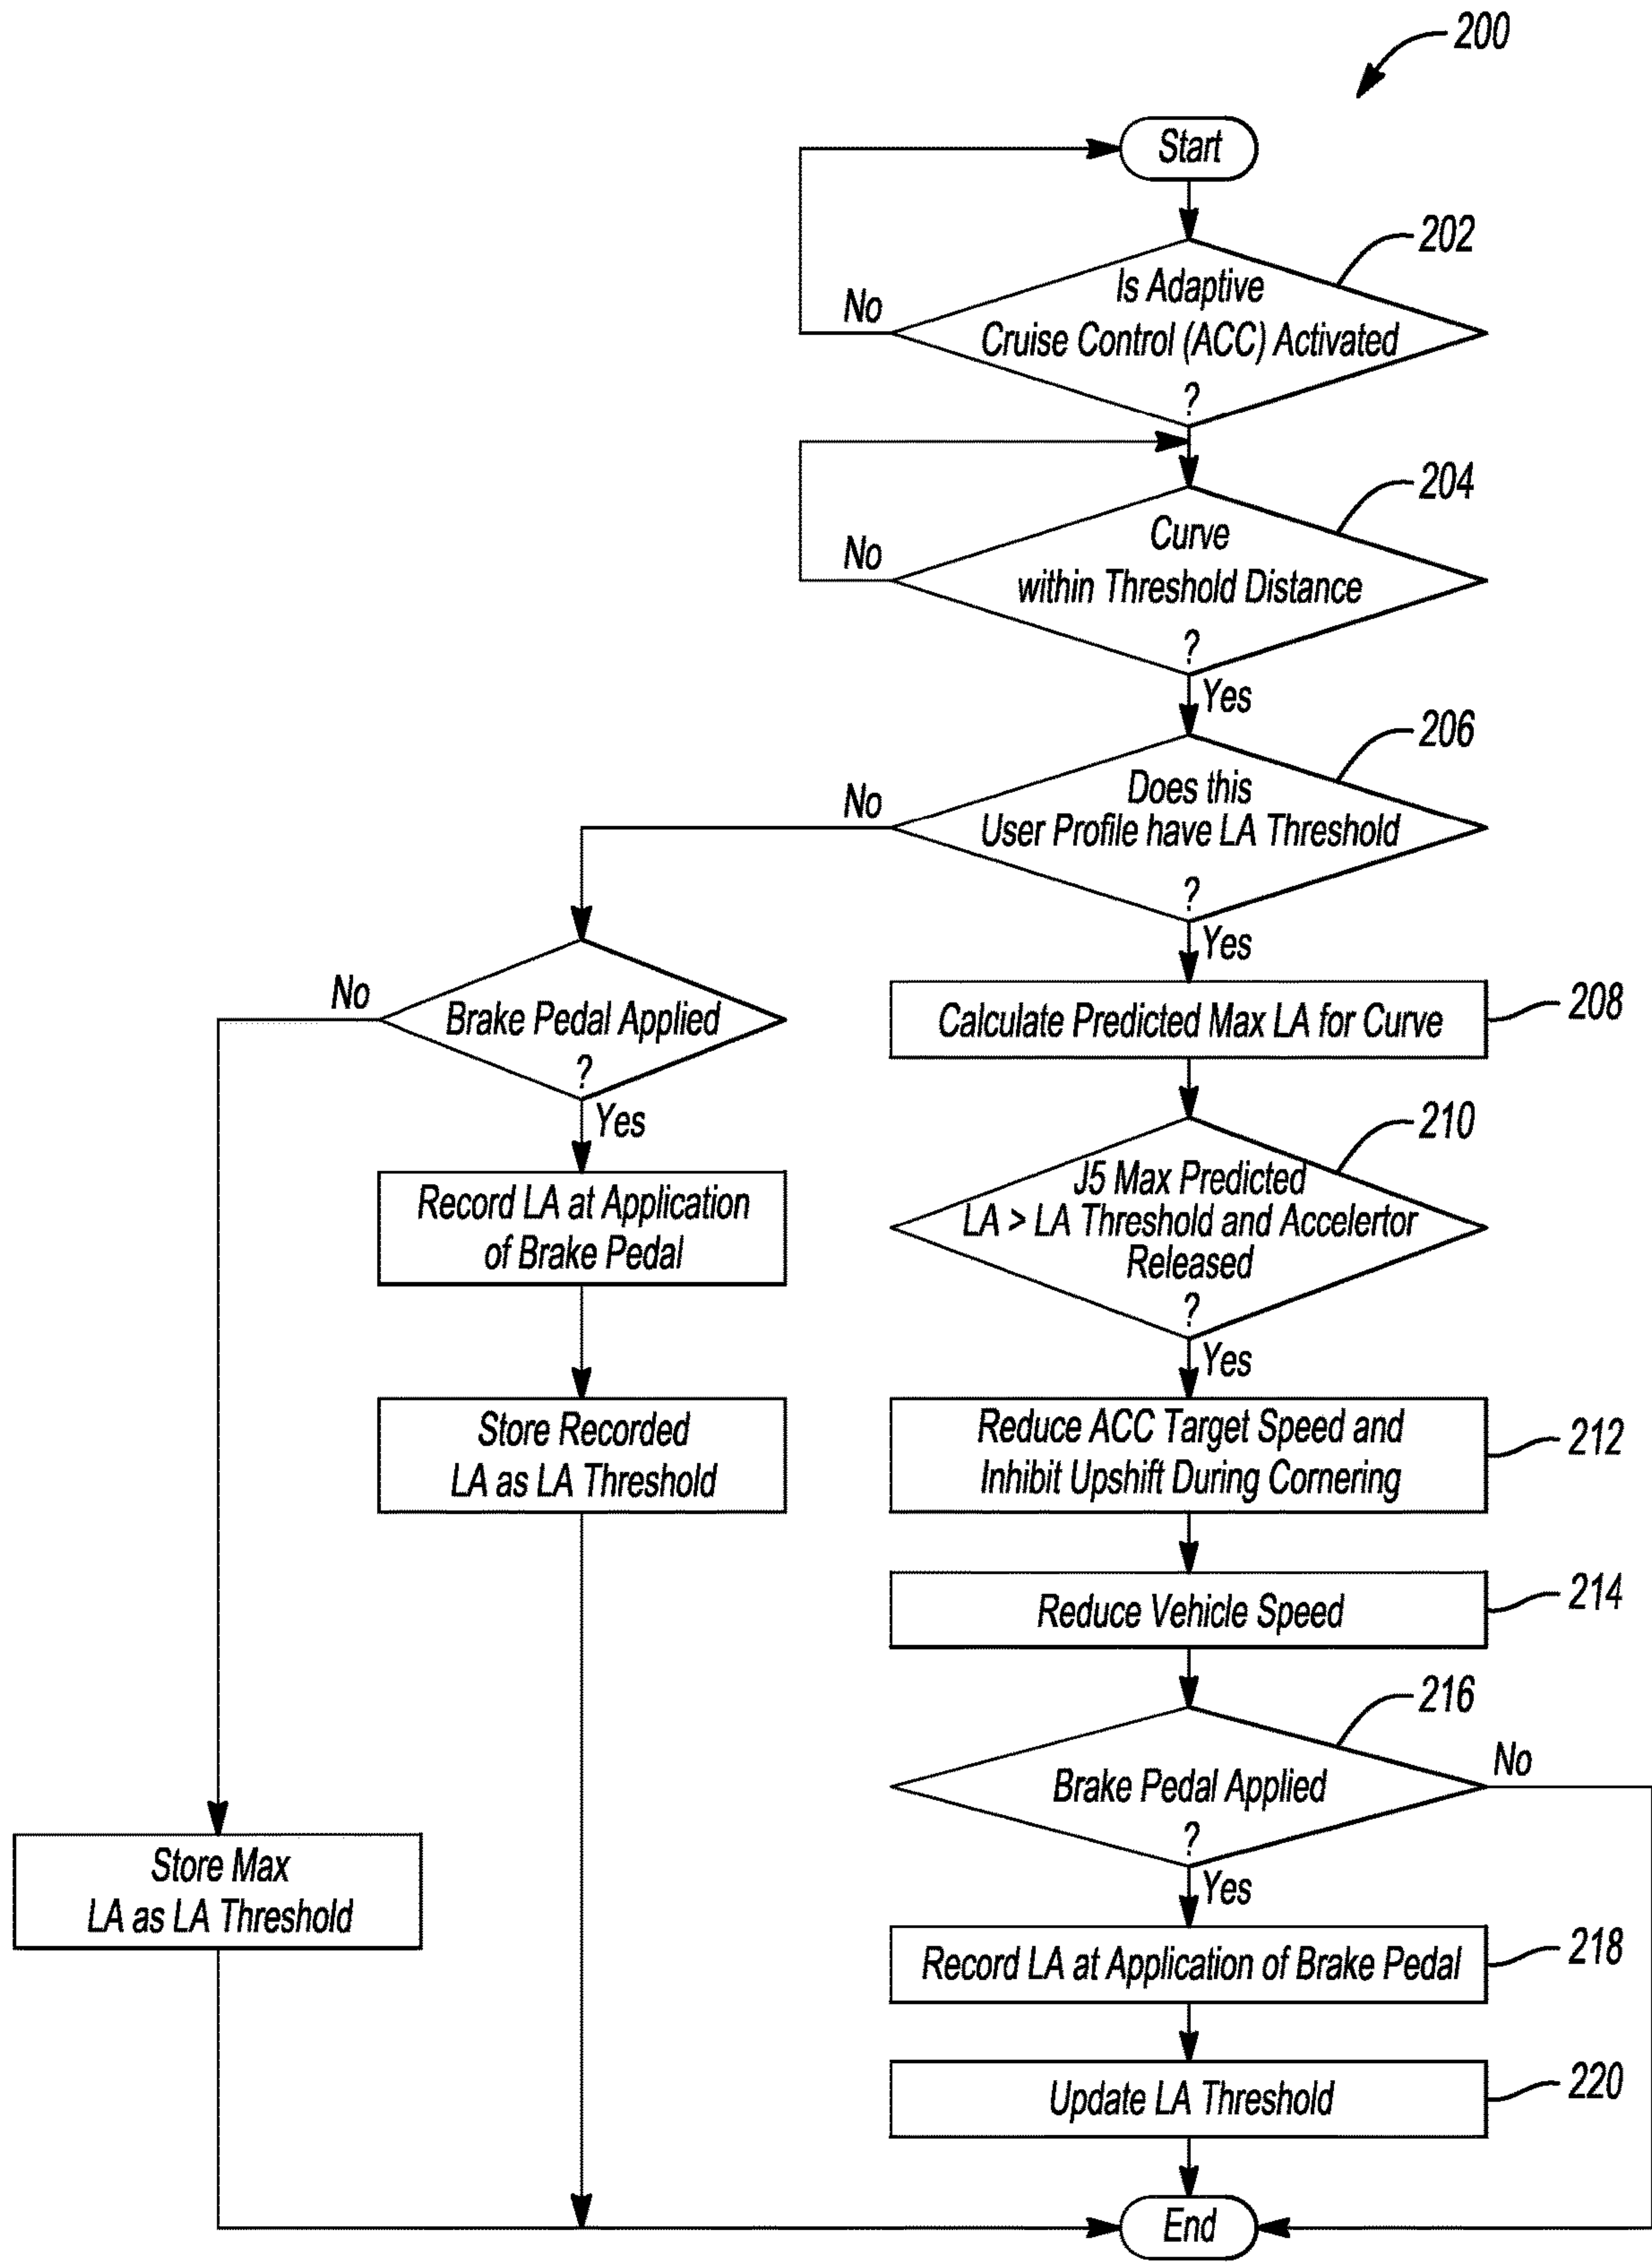 200
Start
202
Is Adaptive
Cruise Control (ACC) Activated
?
No
204
Curve
within Threshold Distance
?
No
Yes
206
Does this
User Profile have LA Threshold
?
No
Yes
Brake Pedal Applied
?
No
Yes
Calculate Predicted Max LA for Curve
208
Record LA at Application
of Brake Pedal
210
J5 Max Predicted
LA > LA Threshold and Accelertor
Released
?
Yes
Store Recorded
LA as LA Threshold
Reduce ACC Target Speed and
Inhibit Upshift During Cornering
212
Reduce Vehicle Speed
214
216
Brake Pedal Applied
?
No
Yes
Store Max
LA as LA Threshold
Record LA at Application of Brake Pedal
218
Update LA Threshold
220
End